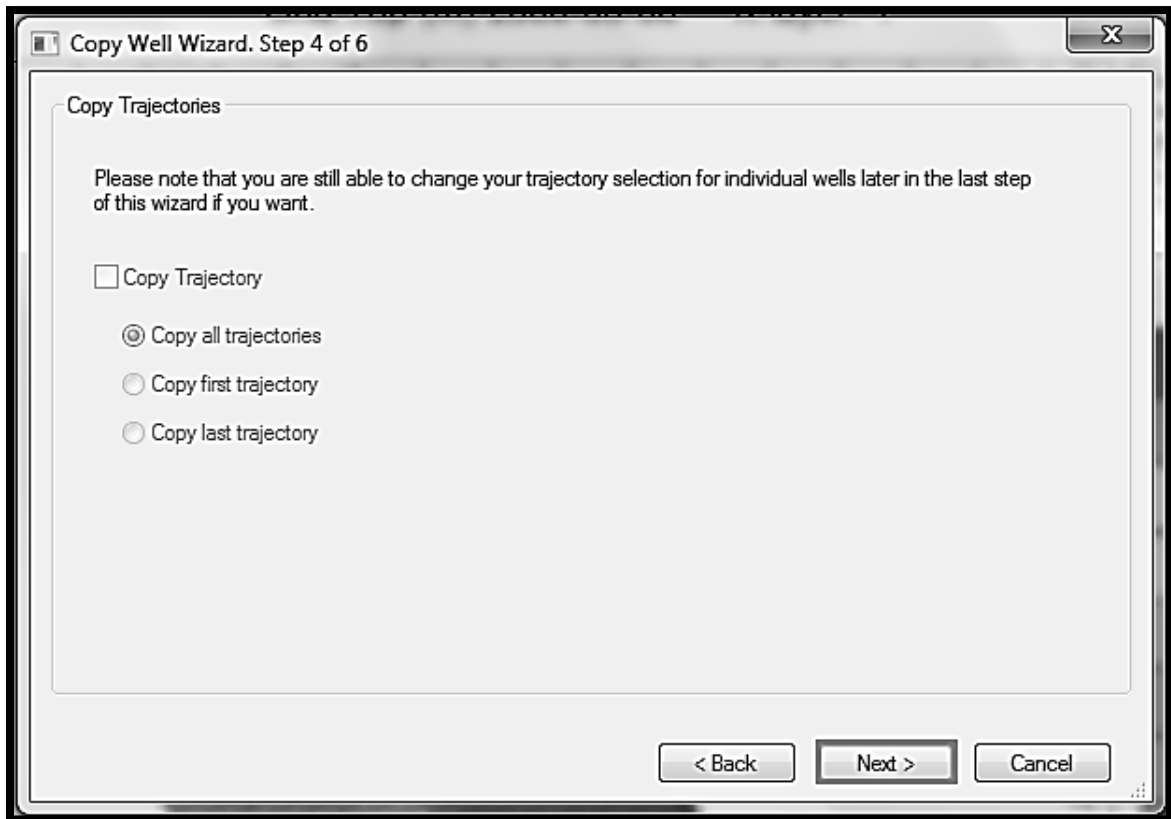 Copy Well Wizard. Step 4 of 6
Copy Trajectories
Please note that you are still able to change your trajectory selection for individual wells later in the last step
of this wizard if you want.
Copy Trajectory
Copy all trajectories
Copy first trajectory
Copy last trajectory
< Back
Next >
Cancel